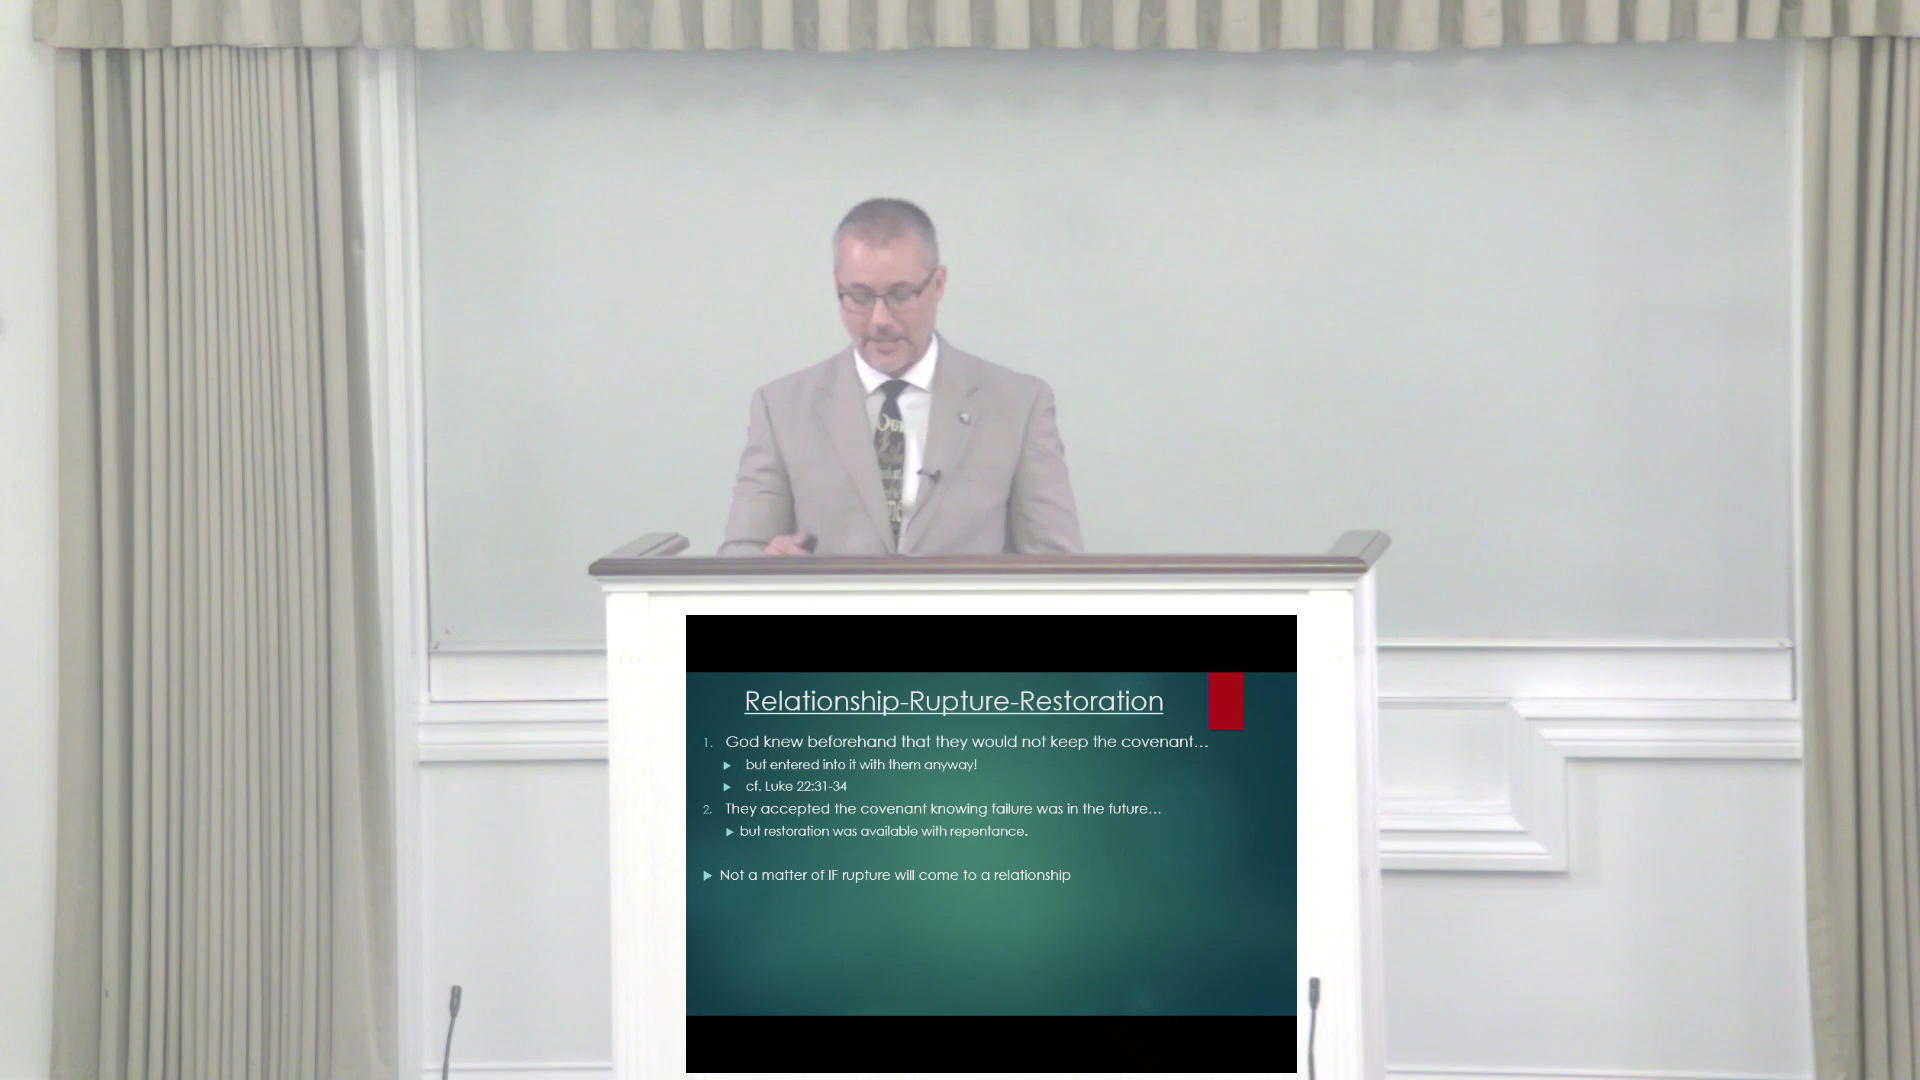 Relationship-Rupture-Restoration
1. God knew beforehand that they would not keep the covenant...
but entered into it with them anyway!
cf. Luke 22:31-34
2. They accepted the covenant knowing failure was in the future...
but restoration was available with repentance.
Not a matter of IF rupture will come to a relationship